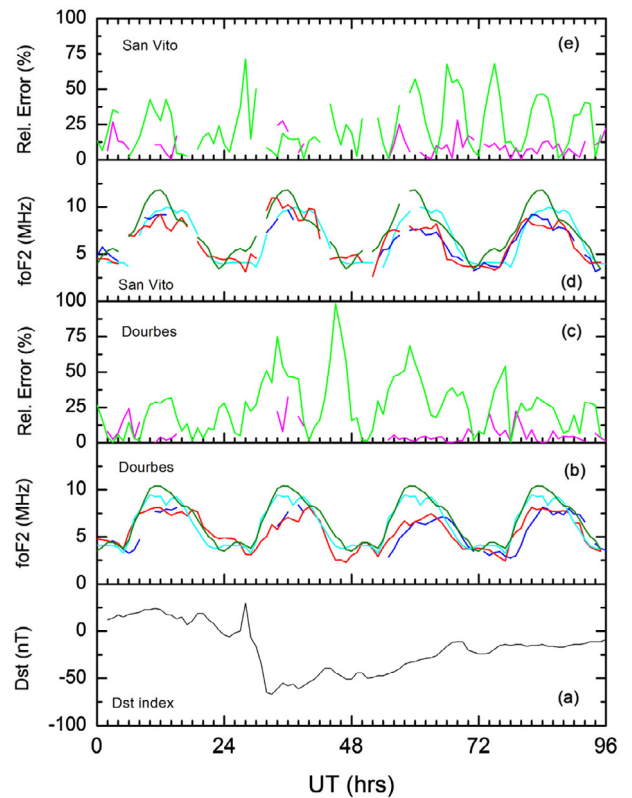 100
San Vito
(e)
75
50
25
0
Rel. Error (%)
10
5
foF2 (MHz)
San Vito
(d)
100
Dourbes
(c)
75
50
25
0
Rel. Error (%)
Dourbes
(b)
10
5
0
foF2 (MHz)
0
-50
-100
Dst (nT)
Dst index
(a)
0 24 48 72 96
UT (hrs)